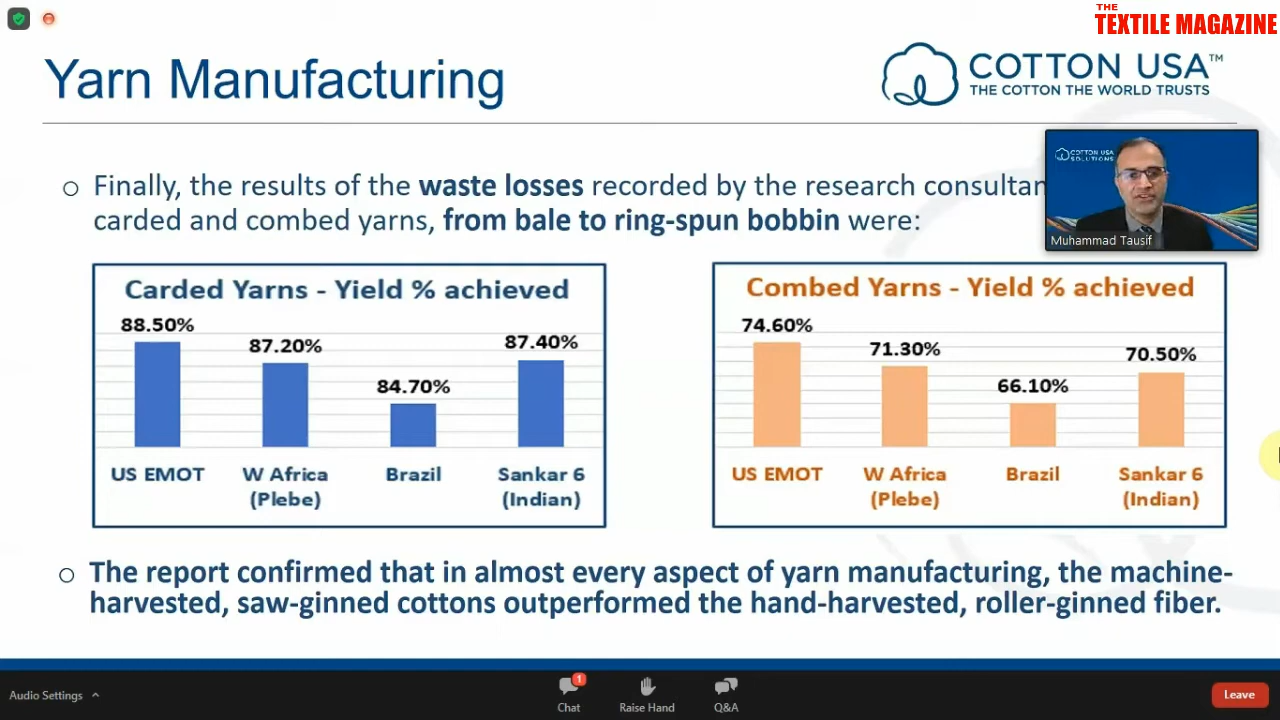 THE
TEXTILE MAGAZINE
Yarn Manufacturing
COTTON USA™
THE COTTON THE WORLD TRUSTS
COTTON USA
SOLUTIONS
Muhammad Tausif
Finally, the results of the waste losses recorded by the research consultan
carded and combed yarns, from bale to ring-spun bobbin were:
Carded Yarns - Yield % achieved
88.50%
87.20%
84.70%
87.40%
US EMOT
W Africa
(Plebe)
Brazil
Sankar 6
(Indian)
Combed Yarns - Yield % achieved
74.60%
71.30%
66.10%
70.50%
US EMOT
W Africa
(Plebe)
Brazil
Sankar 6
(Indian)
The report confirmed that in almost every aspect of yarn manufacturing, the machine-
harvested, saw-ginned cottons outperformed the hand-harvested, roller-ginned fiber.
Audio Settings
1
Chat
Raise Hand
Q&A
Leave